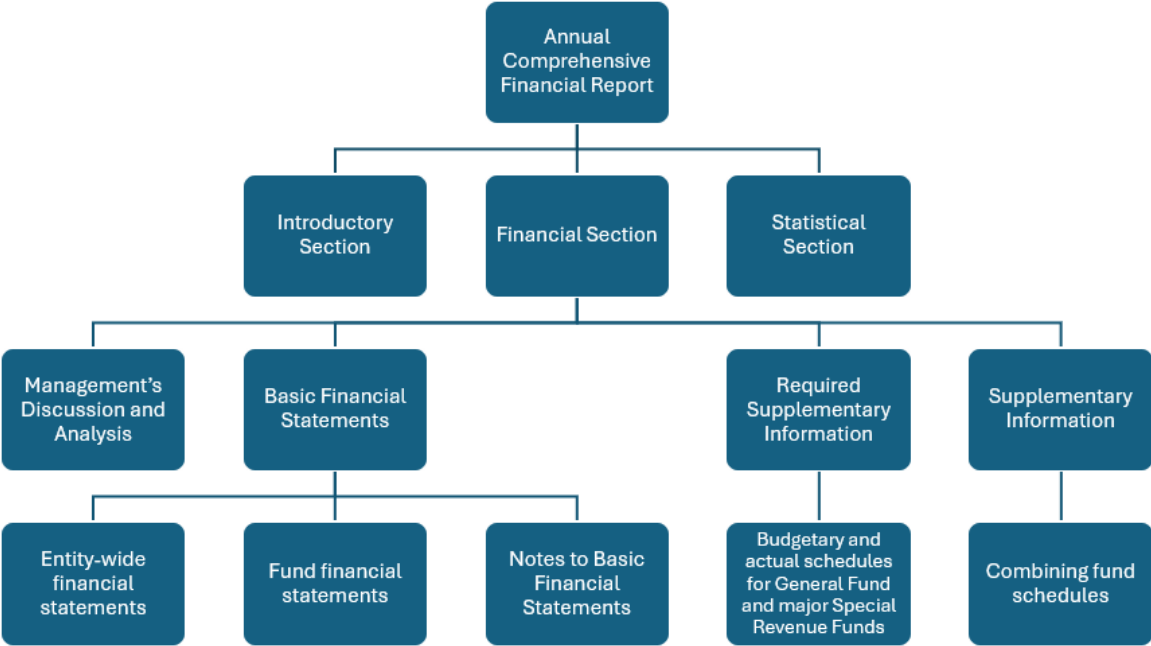 Annual
Comprehensive
Financial Report
Introductory
Section
Financial Section
Statistical
Section
Management’s
Discussion and
Analysis
Basic Financial
Statements
Required
Supplementary
Information
Supplementary
Information
Entity-wide
financial
statements
Fund financial
statements
Notes to Basic
Financial
Statements
Budgetary and
actual schedules
for General Fund
and major Special
Revenue Funds
Combining fund
schedules